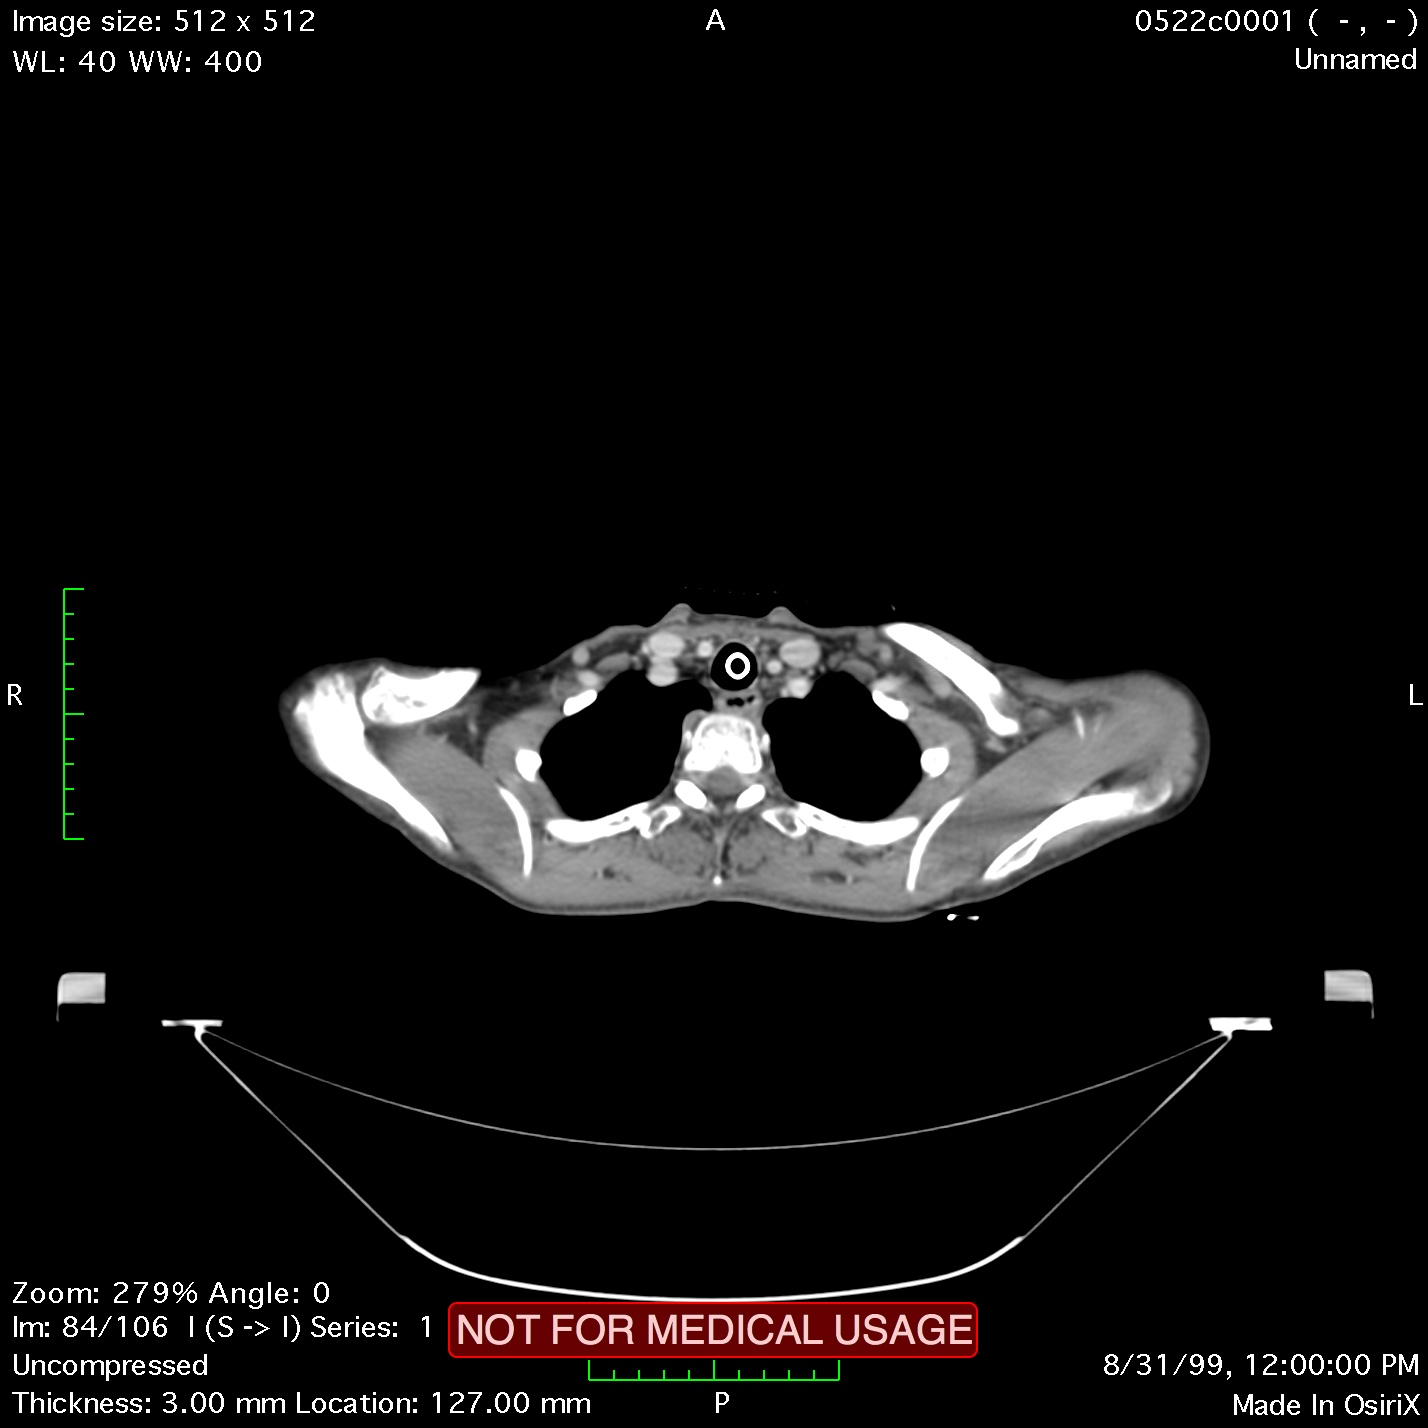 Image size: 512 x 512
WL: 40 WW: 400
A
0522c0001 ( -, -)
Unnamed
R
L
Zoom: 279% Angle: 0
Im: 84/106 I (S -> I) Series: 1
Uncompressed
Thickness: 3.00 mm Location: 127.00 mm
NOT FOR MEDICAL USAGE
P
8/31/99, 12:00:00 PM
Made In OsiriX